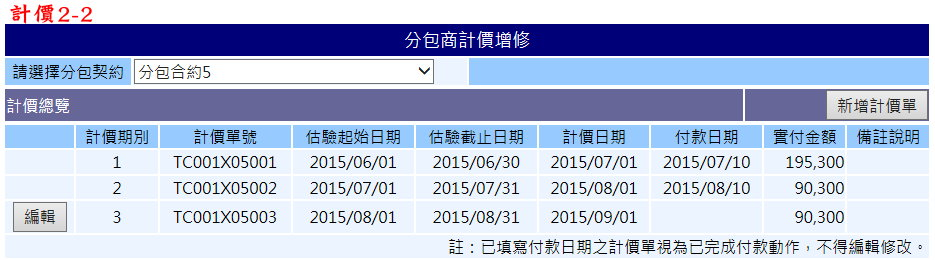 計價2-2
分包商計價增修
請選擇分包契約 分包合約5
計價總覽 新增計價單
計價期別 計價單號 估驗起始日期 估驗截止日期 計價日期 付款日期 實付金額 備註說明
1 TC001X05001 2015/06/01 2015/06/30 2015/07/01 2015/07/10 195,300
2 TC001X05002 2015/07/01 2015/07/31 2015/08/01 2015/08/10 90,300
編輯 3 TC001X05003 2015/08/01 2015/08/31 2015/09/01 90,300
註：已填寫付款日期之計價單視為已完成付款動作，不得編輯修改。